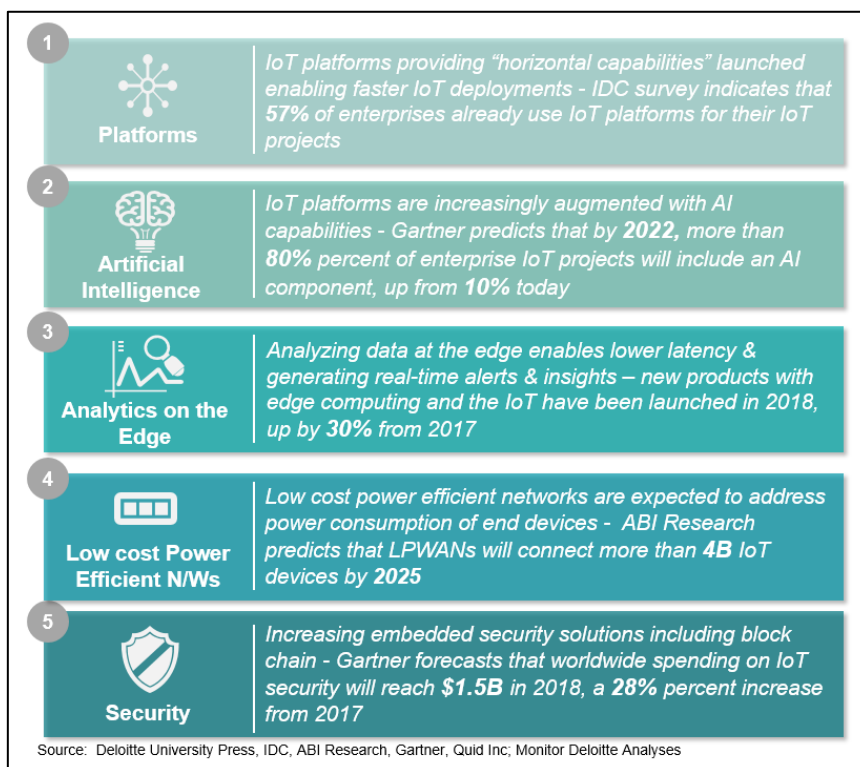 1
IoT platforms providing “horizontal capabilities” launched
enabling faster IoT deployments - IDC survey indicates that
57% of enterprises already use IoT platforms for their IoT
projects
Platforms
2
IoT platforms are increasingly augmented with AI
capabilities - Gartner predicts that by 2022, more than
80% percent of enterprise IoT projects will include an AI
component, up from 10% today
Artificial
Intelligence
3
Analyzing data at the edge enables lower latency &
generating real-time alerts & insights – new products with
edge computing and the IoT have been launched in 2018,
up by 30% from 2017
Analytics on the
Edge
4
Low cost power efficient networks are expected to address
power consumption of end devices - ABI Research
predicts that LPWANs will connect more than 4B IoT
devices by 2025
Low cost Power
Efficient N/Ws
5
Increasing embedded security solutions including block
chain - Gartner forecasts that worldwide spending on IoT
security will reach $1.5B in 2018, a 28% percent increase
from 2017
Security
Source: Deloitte University Press, IDC, ABI Research, Gartner, Quid Inc; Monitor Deloitte Analyses